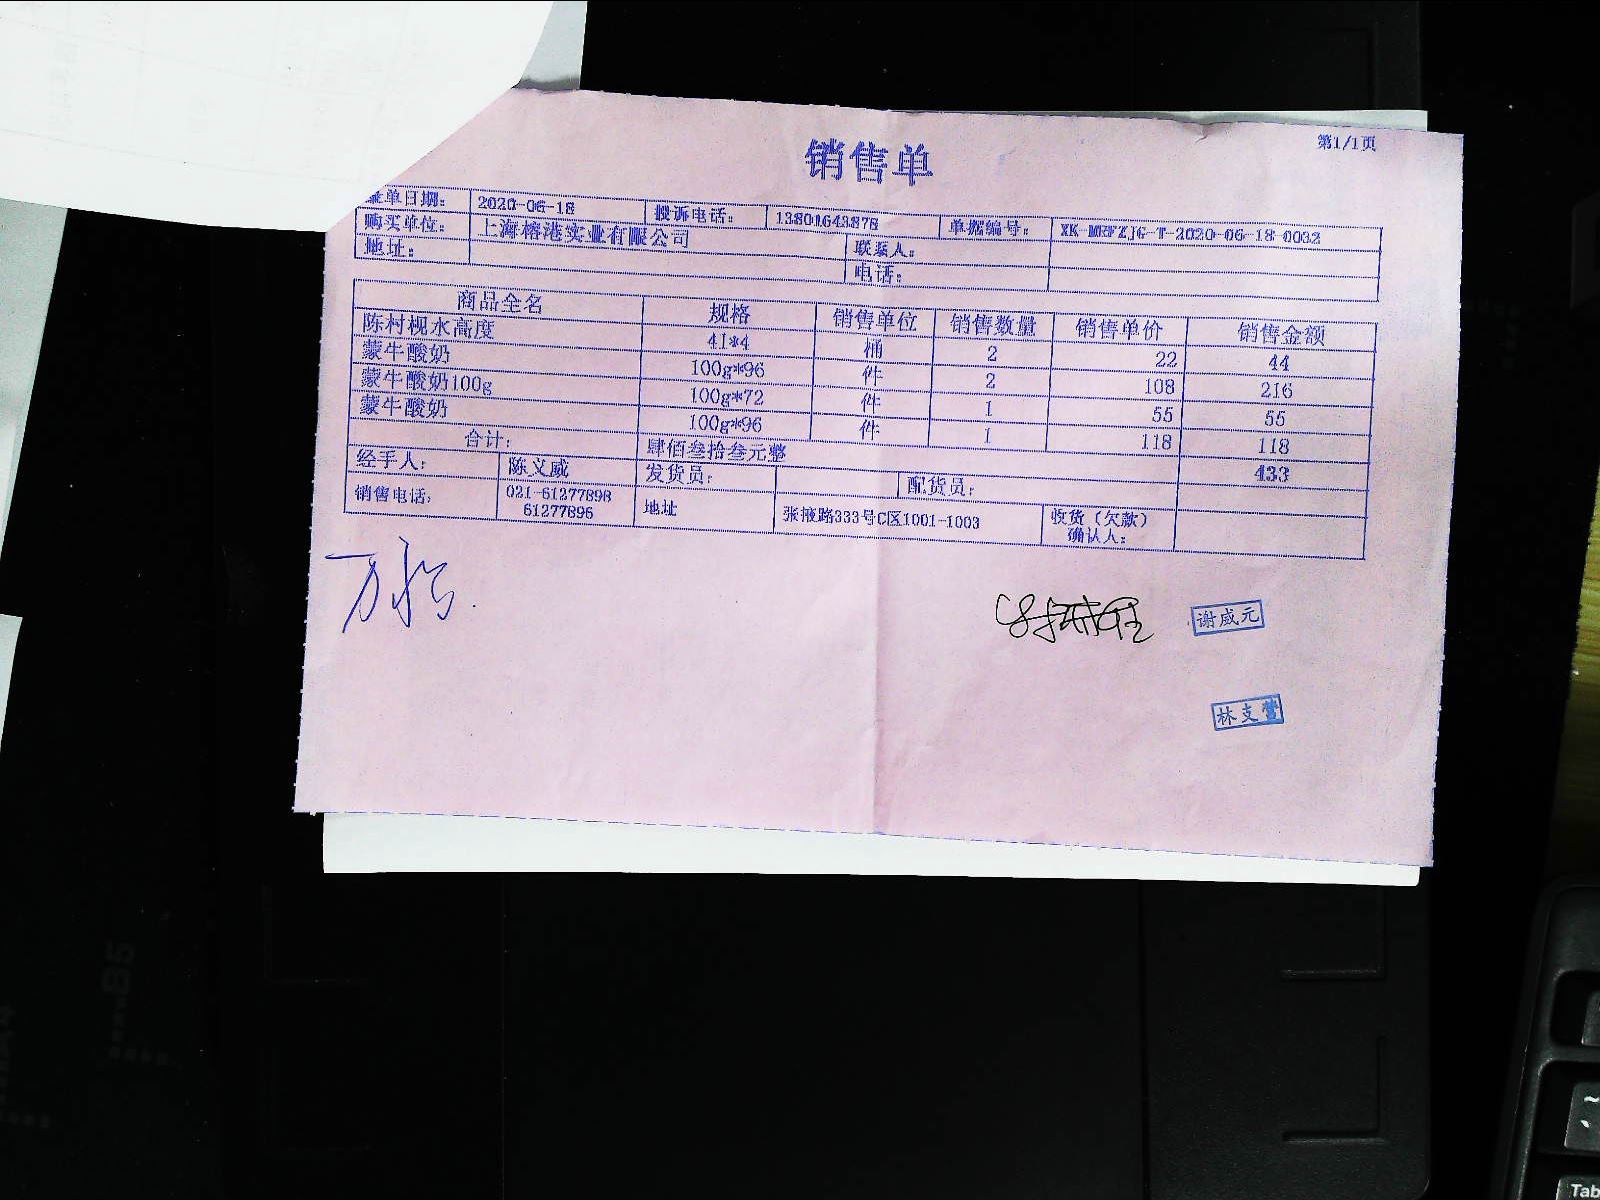 销售单
第1/1页
录单日期： 2020-06-18 投诉电话： 13801643878 单据编号： XK-MRFZJG-T-2020-06-18-0032
购买单位： 上海椿港实业有限公司 联系人：
地址： 电话：
商品全名 规格 销售单位 销售数量 销售单价 销售金额
陈村枧水高度 4l*4 桶 2 22 44
蒙牛酸奶 100g*96 件 2 108 216
蒙牛酸奶100g 100g*72 件 1 55 55
蒙牛酸奶 100g*96 件 1 118 118
合计： 肆佰叁拾叁元整 433
经手人： 陈义威 发货员： 配货员：
销售电话： 021-61277898 地址 张掖路333号C区1001-1003 收货（欠款）
61277896 确认人：
谢威元
林支营
B5
Tab